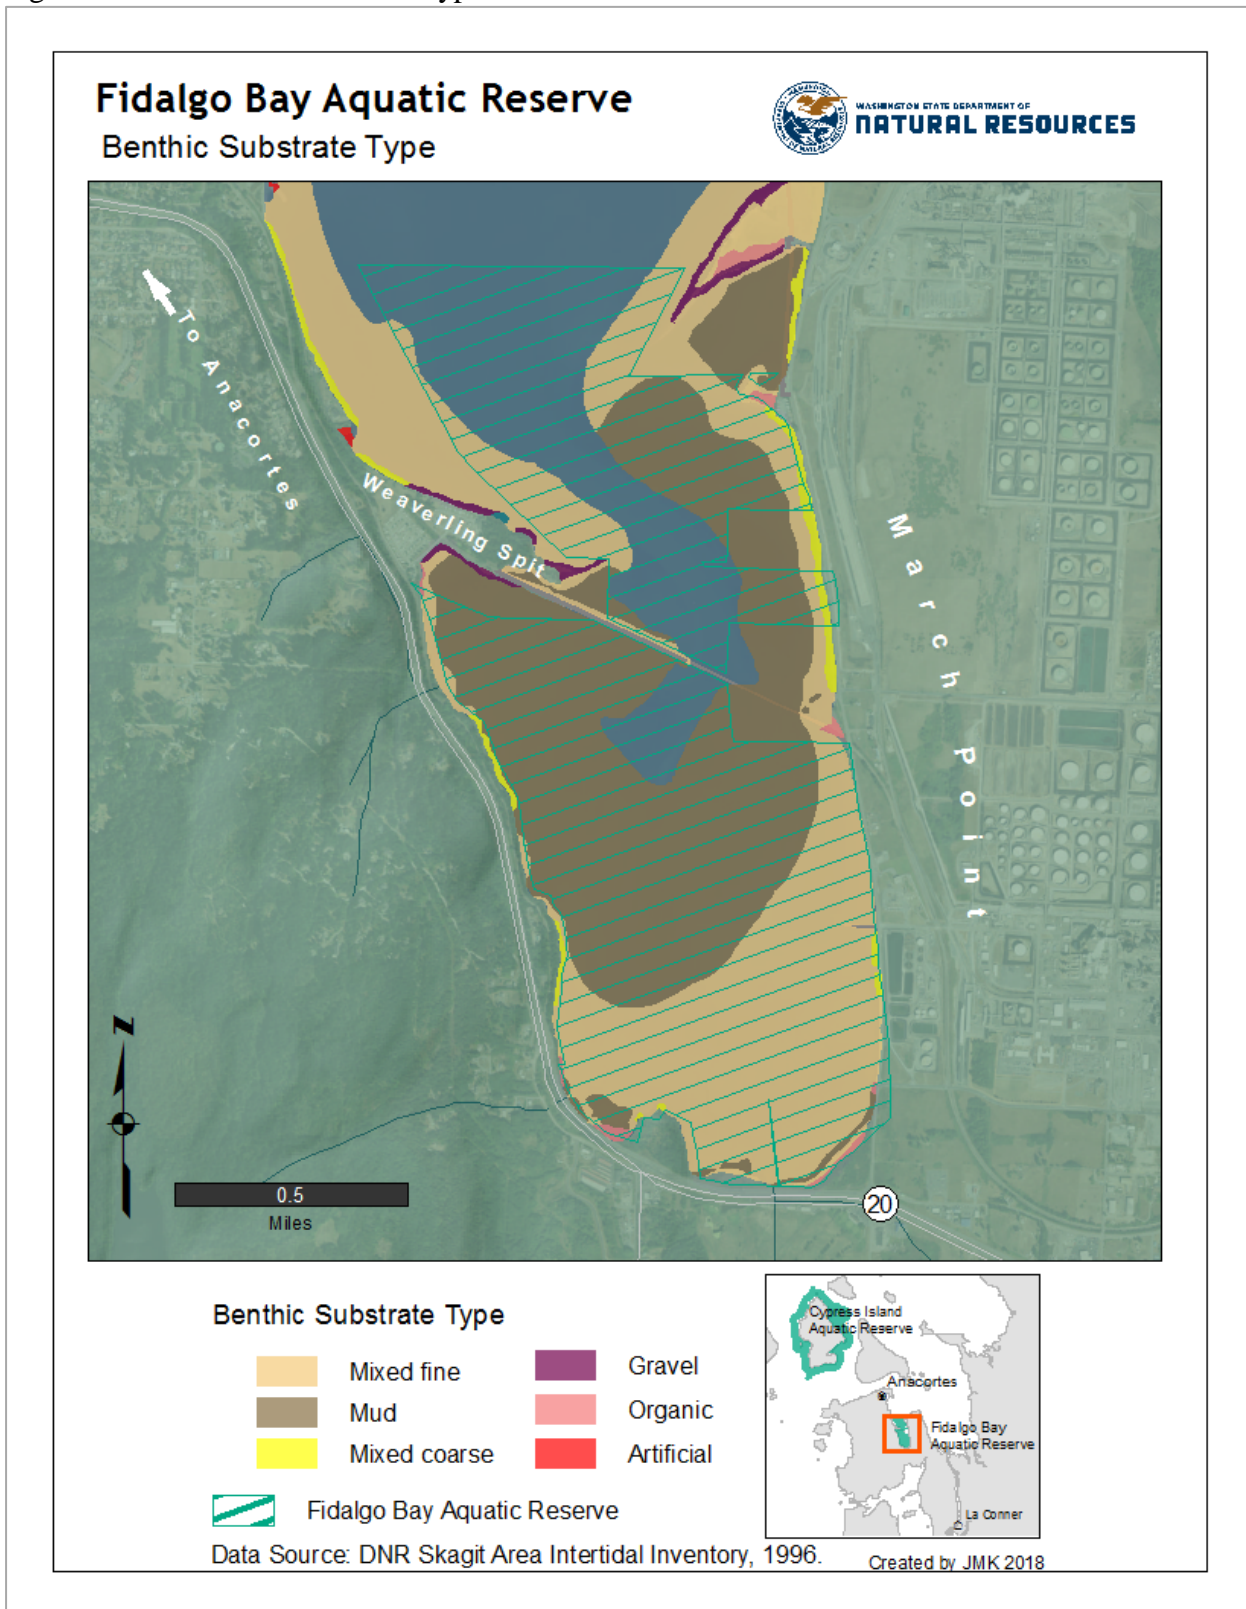 Fidalgo Bay Aquatic Reserve
Benthic Substrate Type
WASHINGTON STATE DEPARTMENT OF
NATURAL RESOURCES
To Anacortes
Weaverling Spit
March Point
N
0.5
Miles
20
Benthic Substrate Type
Mixed fine
Mud
Mixed coarse
Gravel
Organic
Artificial
Fidalgo Bay Aquatic Reserve
Data Source: DNR Skagit Area Intertidal Inventory, 1996.
Cypress Island
Aquatic Reserve
Anacortes
Fidalgo Bay
Aquatic Reserve
La Conner
Created by JMK 2018